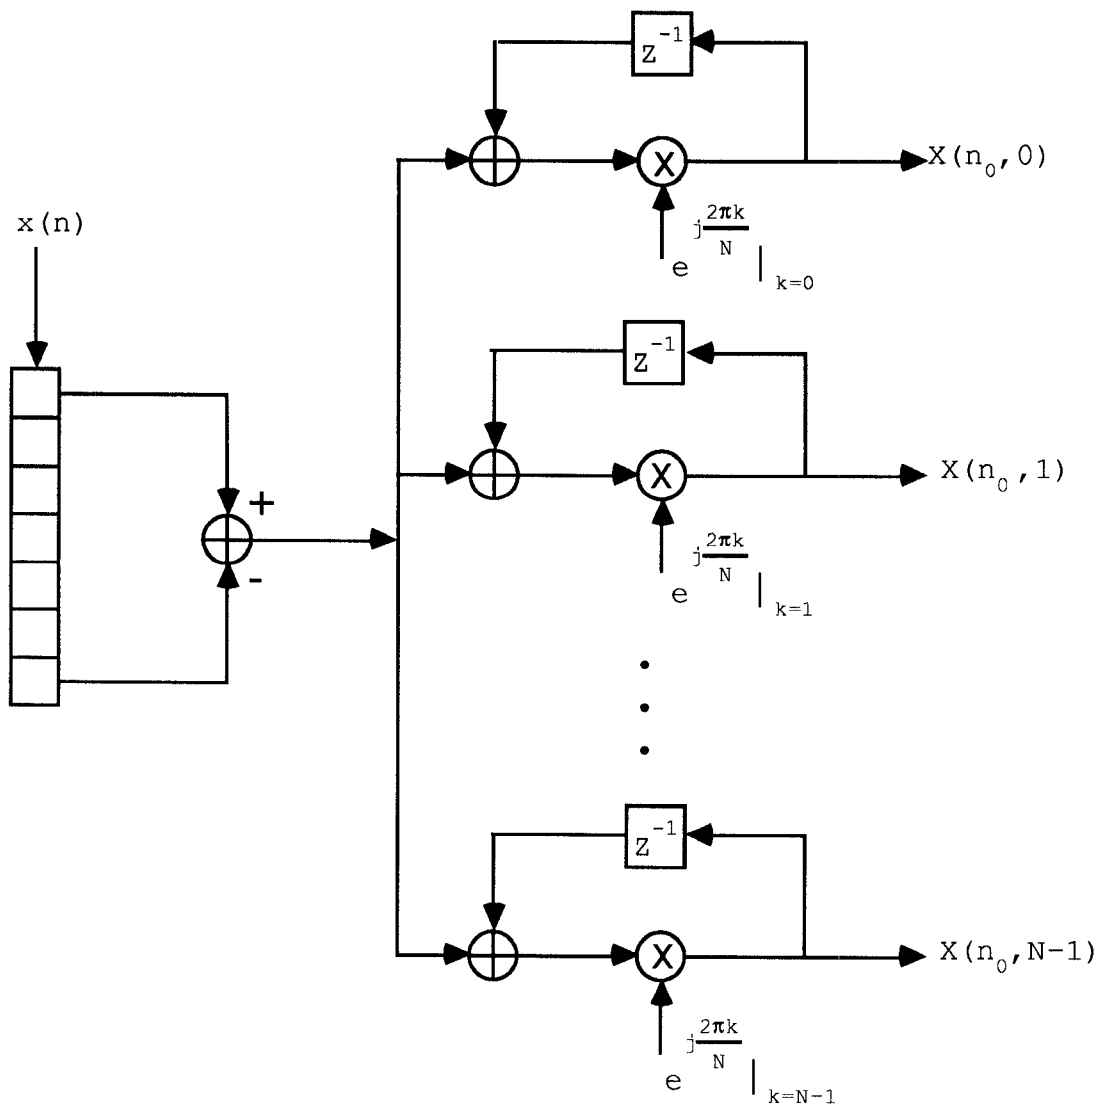 x(n)
+
-
z⁻¹
X
X(n₀,0)
e^{j2πk/N}|ₖ₌₀
z⁻¹
X
X(n₀,1)
e^{j2πk/N}|ₖ₌₁
z⁻¹
X
X(n₀,N-1)
e^{j2πk/N}|ₖ₌N₋₁